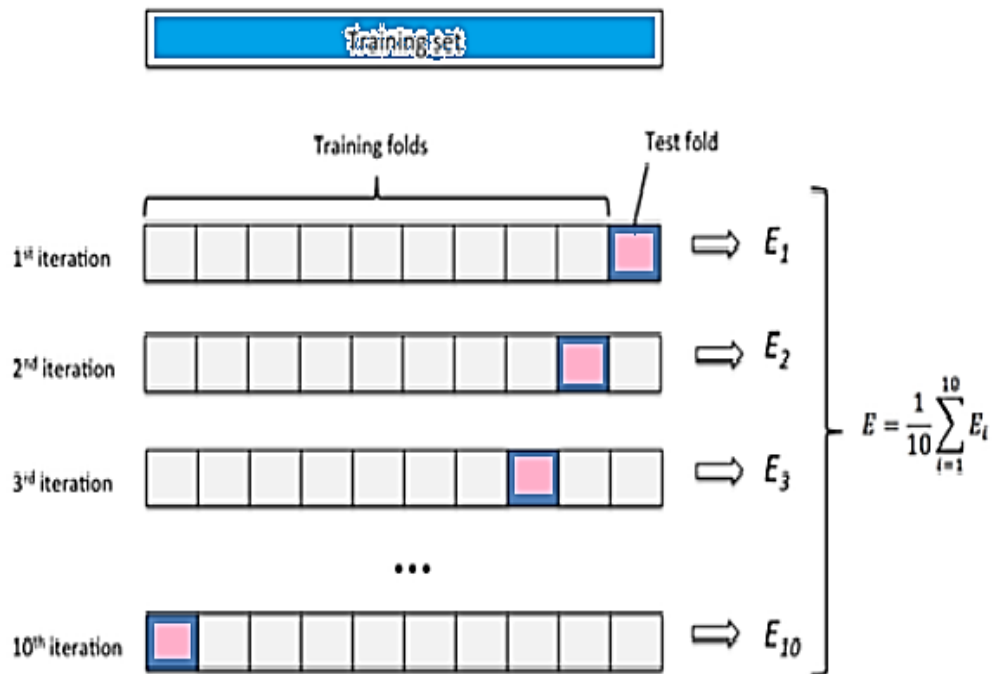 Training set
Training folds
Test fold
1st iteration
E1
2nd iteration
E2
3rd iteration
E3
E = 1/10 10∑i=1 Ei
...
10th iteration
E10